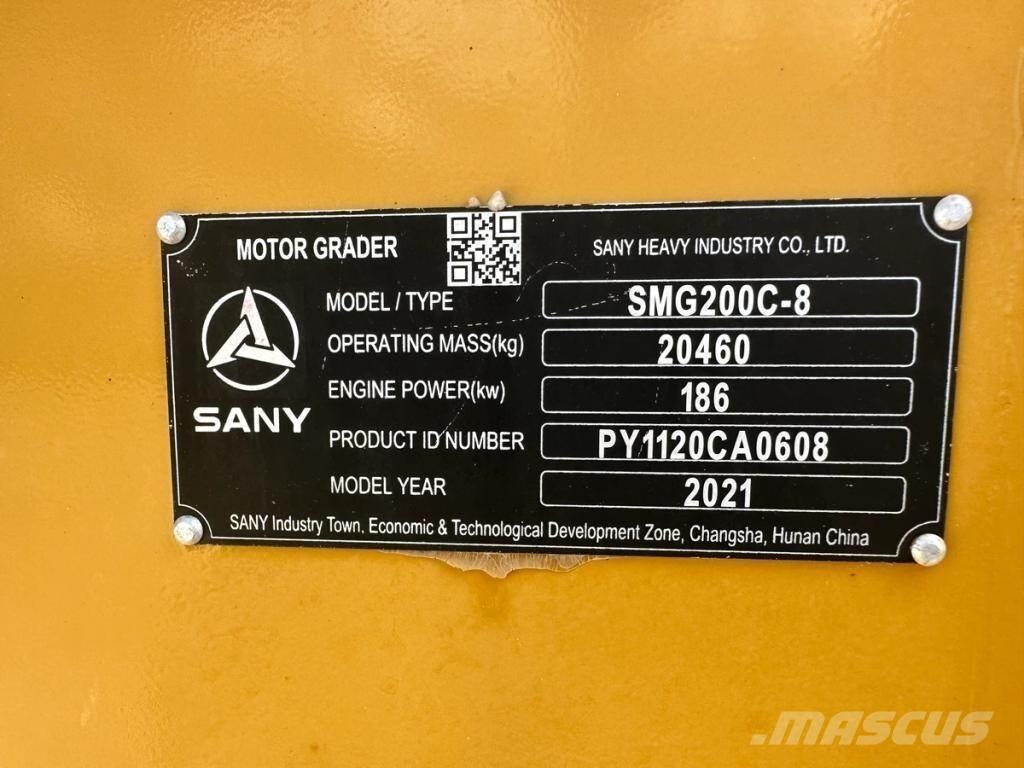 MOTOR GRADER
SANY HEAVY INDUSTRY CO., LTD.
MODEL / TYPE SMG200C-8
OPERATING MASS(kg) 20460
ENGINE POWER(kw) 186
SANY
PRODUCT ID NUMBER PY1120CA0608
MODEL YEAR 2021
SANY Industry Town, Economic & Technological Development Zone, Changsha, Hunan China
MASCUS